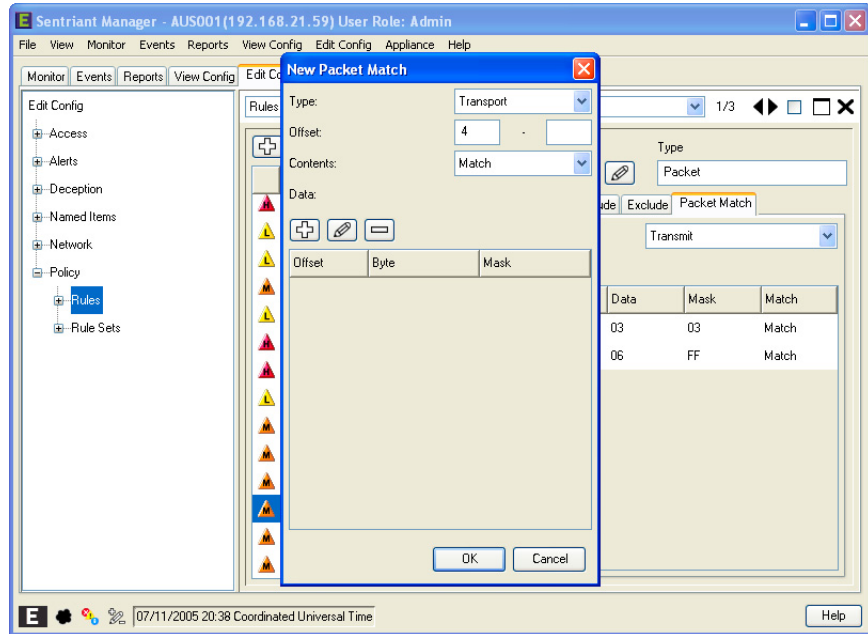 E Sentriant Manager - AUS001(192.168.21.59) User Role: Admin
File View Monitor Events Reports View Config Edit Config Appliance Help
Monitor Events Reports View Config Edit Co
New Packet Match
Edit Config
Access
Alerts
Deception
Named Items
Network
Policy
Rules
Rule Sets
Rules
1/3
Type
Packet
ude Exclude Packet Match
Transmit
Data Mask Match
03 03 Match
06 FF Match
H
L
L
M
L
H
H
L
M
M
M
M
M
M
Type: Transport
Offset: 4 -
Contents: Match
Data:
Offset Byte Mask
OK Cancel
E 07/11/2005 20:38 Coordinated Universal Time Help